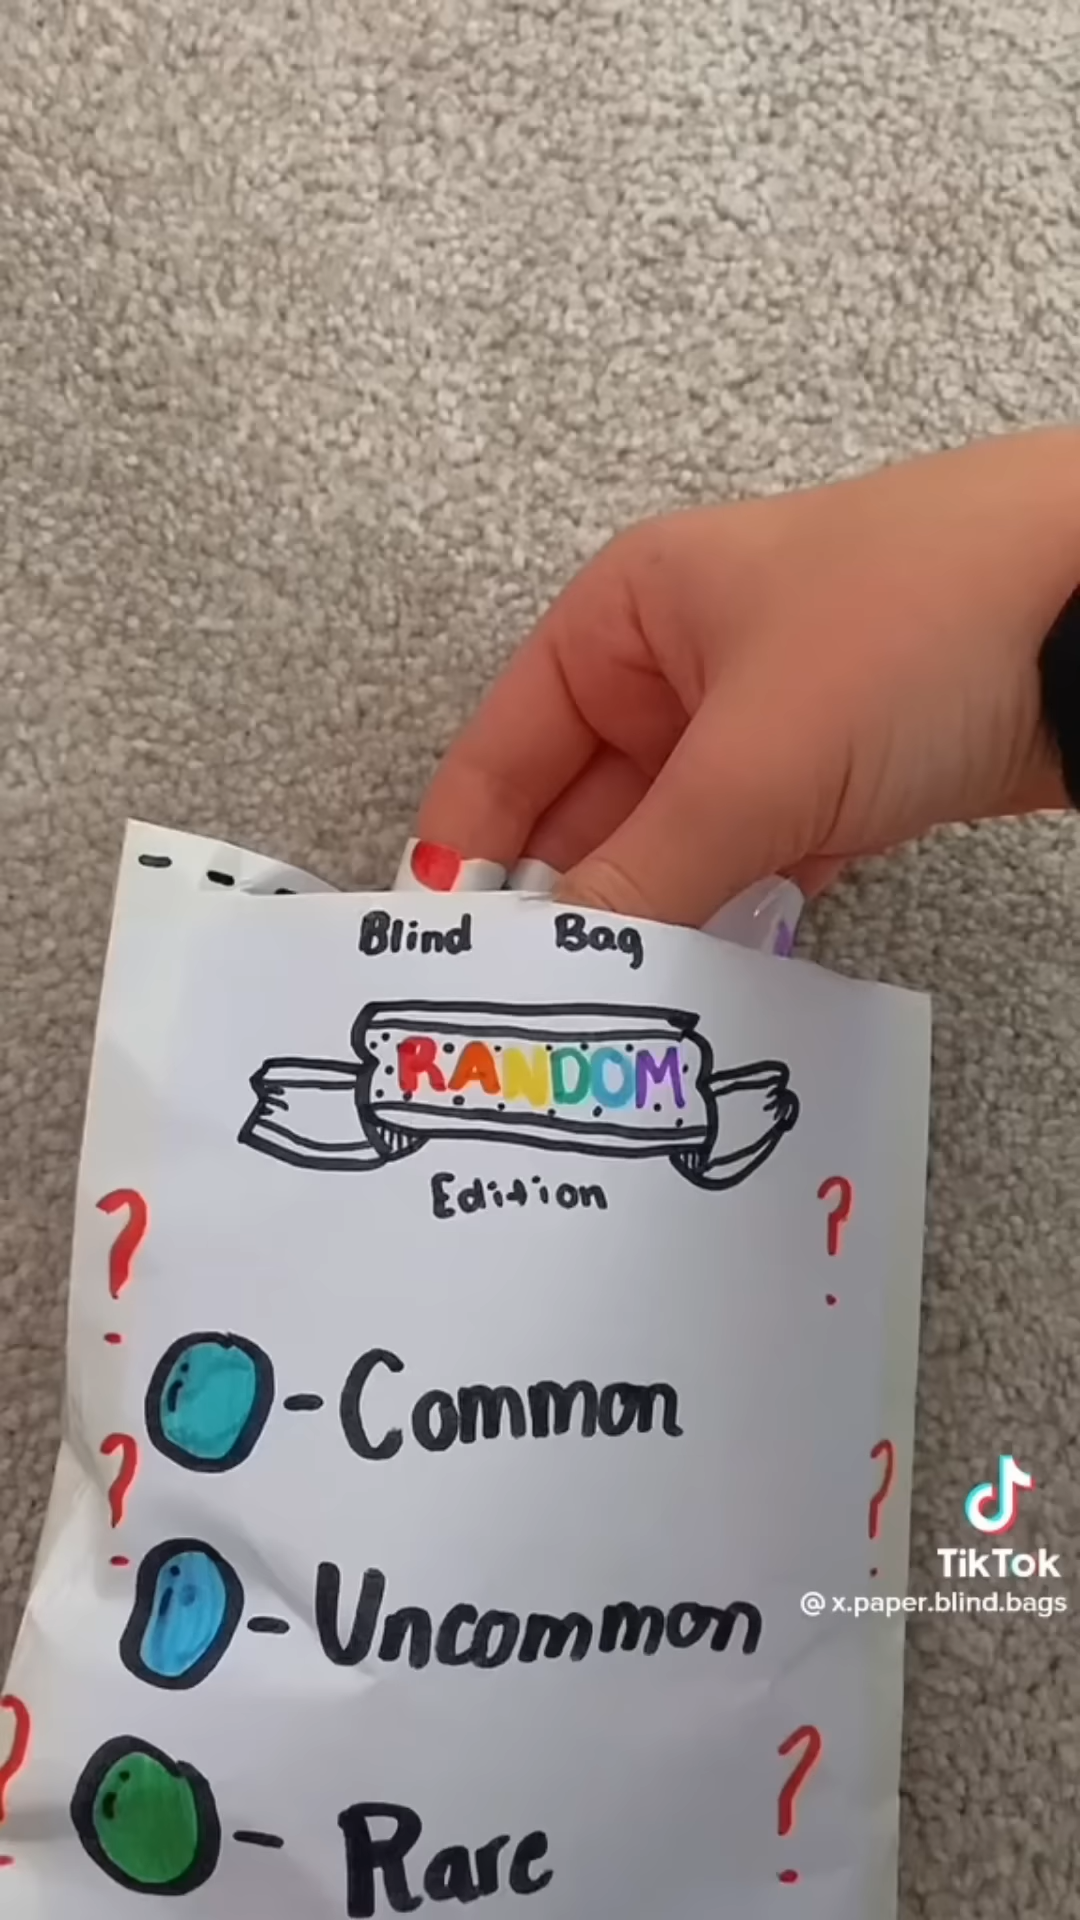 Blind Bag
RANDOM
Edition
? ?
- Common
? ?
- Uncommon
? ?
- Rare
TikTok
@x.paper.blind.bags